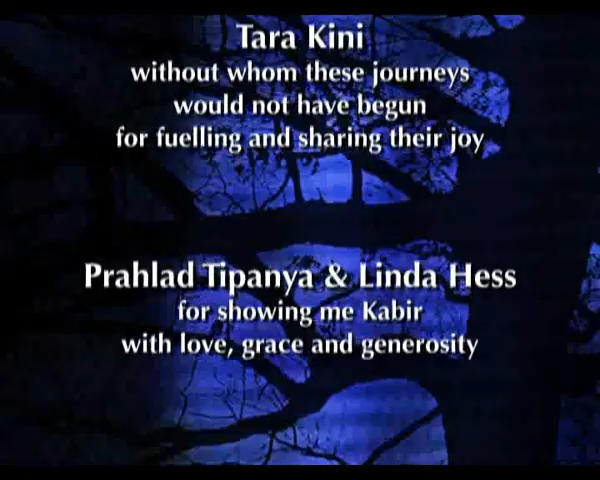 Tara Kini
without whom these journeys
would not have begun
for fuelling and sharing their joy
Prahlad Tipanya & Linda Hess
for showing me Kabir
with love, grace and generosity